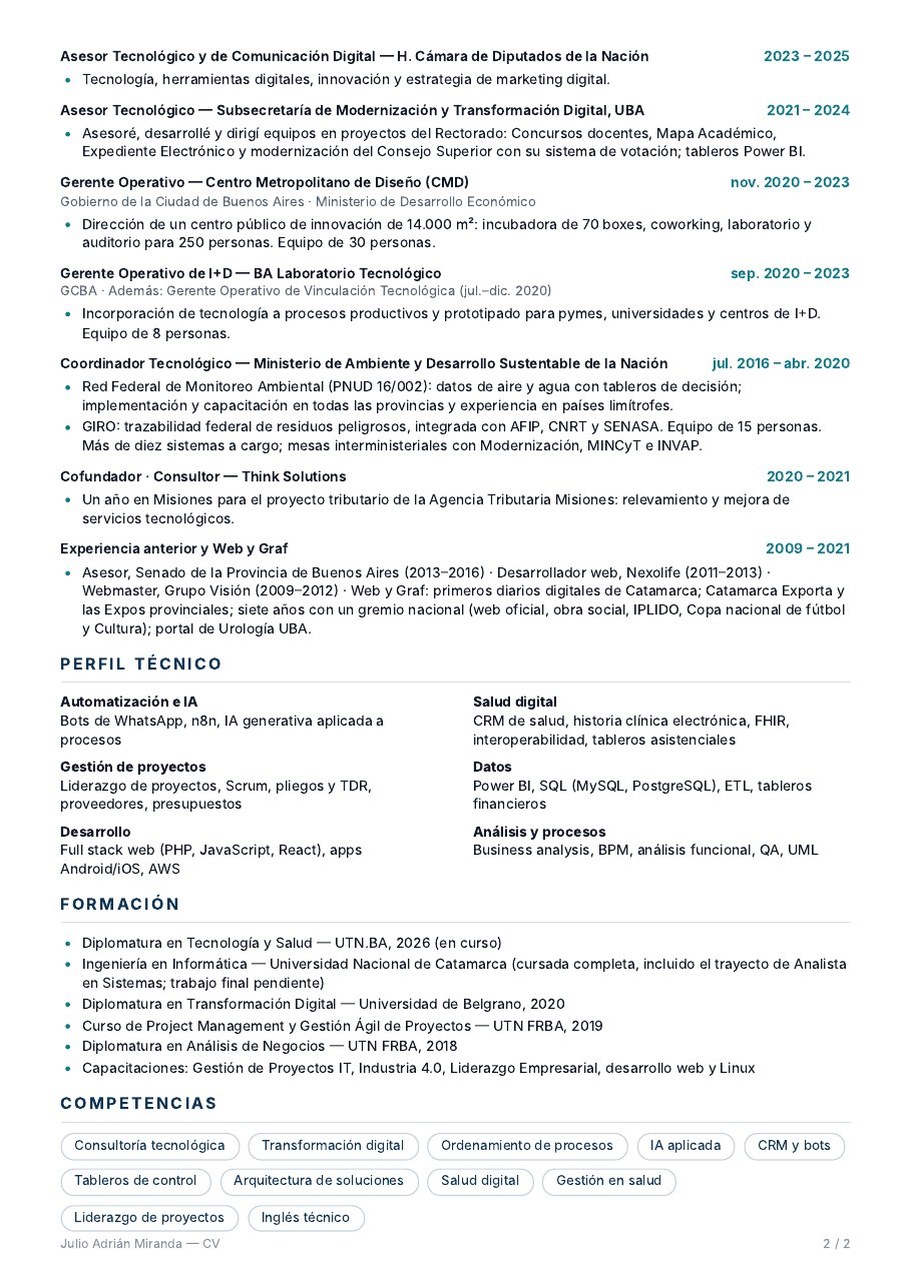 Asesor Tecnológico y de Comunicación Digital — H. Cámara de Diputados de la Nación 2023 – 2025
• Tecnología, herramientas digitales, innovación y estrategia de marketing digital.
Asesor Tecnológico — Subsecretaría de Modernización y Transformación Digital, UBA 2021 – 2024
• Asesoré, desarrollé y dirigí equipos en proyectos del Rectorado: Concursos docentes, Mapa Académico,
Expediente Electrónico y modernización del Consejo Superior con su sistema de votación; tableros Power BI.
Gerente Operativo — Centro Metropolitano de Diseño (CMD) nov. 2020 – 2023
Gobierno de la Ciudad de Buenos Aires · Ministerio de Desarrollo Económico
• Dirección de un centro público de innovación de 14.000 m²: incubadora de 70 boxes, coworking, laboratorio y
auditorio para 250 personas. Equipo de 30 personas.
Gerente Operativo de I+D — BA Laboratorio Tecnológico sep. 2020 – 2023
GCBA · Además: Gerente Operativo de Vinculación Tecnológica (jul.–dic. 2020)
• Incorporación de tecnología a procesos productivos y prototipado para pymes, universidades y centros de I+D.
Equipo de 8 personas.
Coordinador Tecnológico — Ministerio de Ambiente y Desarrollo Sustentable de la Nación jul. 2016 – abr. 2020
• Red Federal de Monitoreo Ambiental (PNUD 16/002): datos de aire y agua con tableros de decisión;
implementación y capacitación en todas las provincias y experiencia en países limítrofes.
• GIRO: trazabilidad federal de residuos peligrosos, integrada con AFIP, CNRT y SENASA. Equipo de 15 personas.
Más de diez sistemas a cargo; mesas interministeriales con Modernización, MINCyT e INVAP.
Cofundador · Consultor — Think Solutions 2020 – 2021
• Un año en Misiones para el proyecto tributario de la Agencia Tributaria Misiones: relevamiento y mejora de
servicios tecnológicos.
Experiencia anterior y Web y Graf 2009 – 2021
• Asesor, Senado de la Provincia de Buenos Aires (2013–2016) · Desarrollador web, Nexolife (2011–2013) ·
Webmaster, Grupo Visión (2009–2012) · Web y Graf: primeros diarios digitales de Catamarca; Catamarca Exporta y
las Expos provinciales; siete años con un gremio nacional (web oficial, obra social, IPLIDO, Copa nacional de fútbol
y Cultura); portal de Urología UBA.
PERFIL TÉCNICO
Automatización e IA
Bots de WhatsApp, n8n, IA generativa aplicada a
procesos
Salud digital
CRM de salud, historia clínica electrónica, FHIR,
interoperabilidad, tableros asistenciales
Gestión de proyectos
Liderazgo de proyectos, Scrum, pliegos y TDR,
proveedores, presupuestos
Datos
Power BI, SQL (MySQL, PostgreSQL), ETL, tableros
financieros
Desarrollo
Full stack web (PHP, JavaScript, React), apps
Android/iOS, AWS
Análisis y procesos
Business analysis, BPM, análisis funcional, QA, UML
FORMACIÓN
• Diplomatura en Tecnología y Salud — UTN.BA, 2026 (en curso)
• Ingeniería en Informática — Universidad Nacional de Catamarca (cursada completa, incluido el trayecto de Analista
en Sistemas; trabajo final pendiente)
• Diplomatura en Transformación Digital — Universidad de Belgrano, 2020
• Curso de Project Management y Gestión Ágil de Proyectos — UTN FRBA, 2019
• Diplomatura en Análisis de Negocios — UTN FRBA, 2018
• Capacitaciones: Gestión de Proyectos IT, Industria 4.0, Liderazgo Empresarial, desarrollo web y Linux
COMPETENCIAS
Consultoría tecnológica Transformación digital Ordenamiento de procesos IA aplicada CRM y bots
Tableros de control Arquitectura de soluciones Salud digital Gestión en salud
Liderazgo de proyectos Inglés técnico
Julio Adrián Miranda — CV 2 / 2